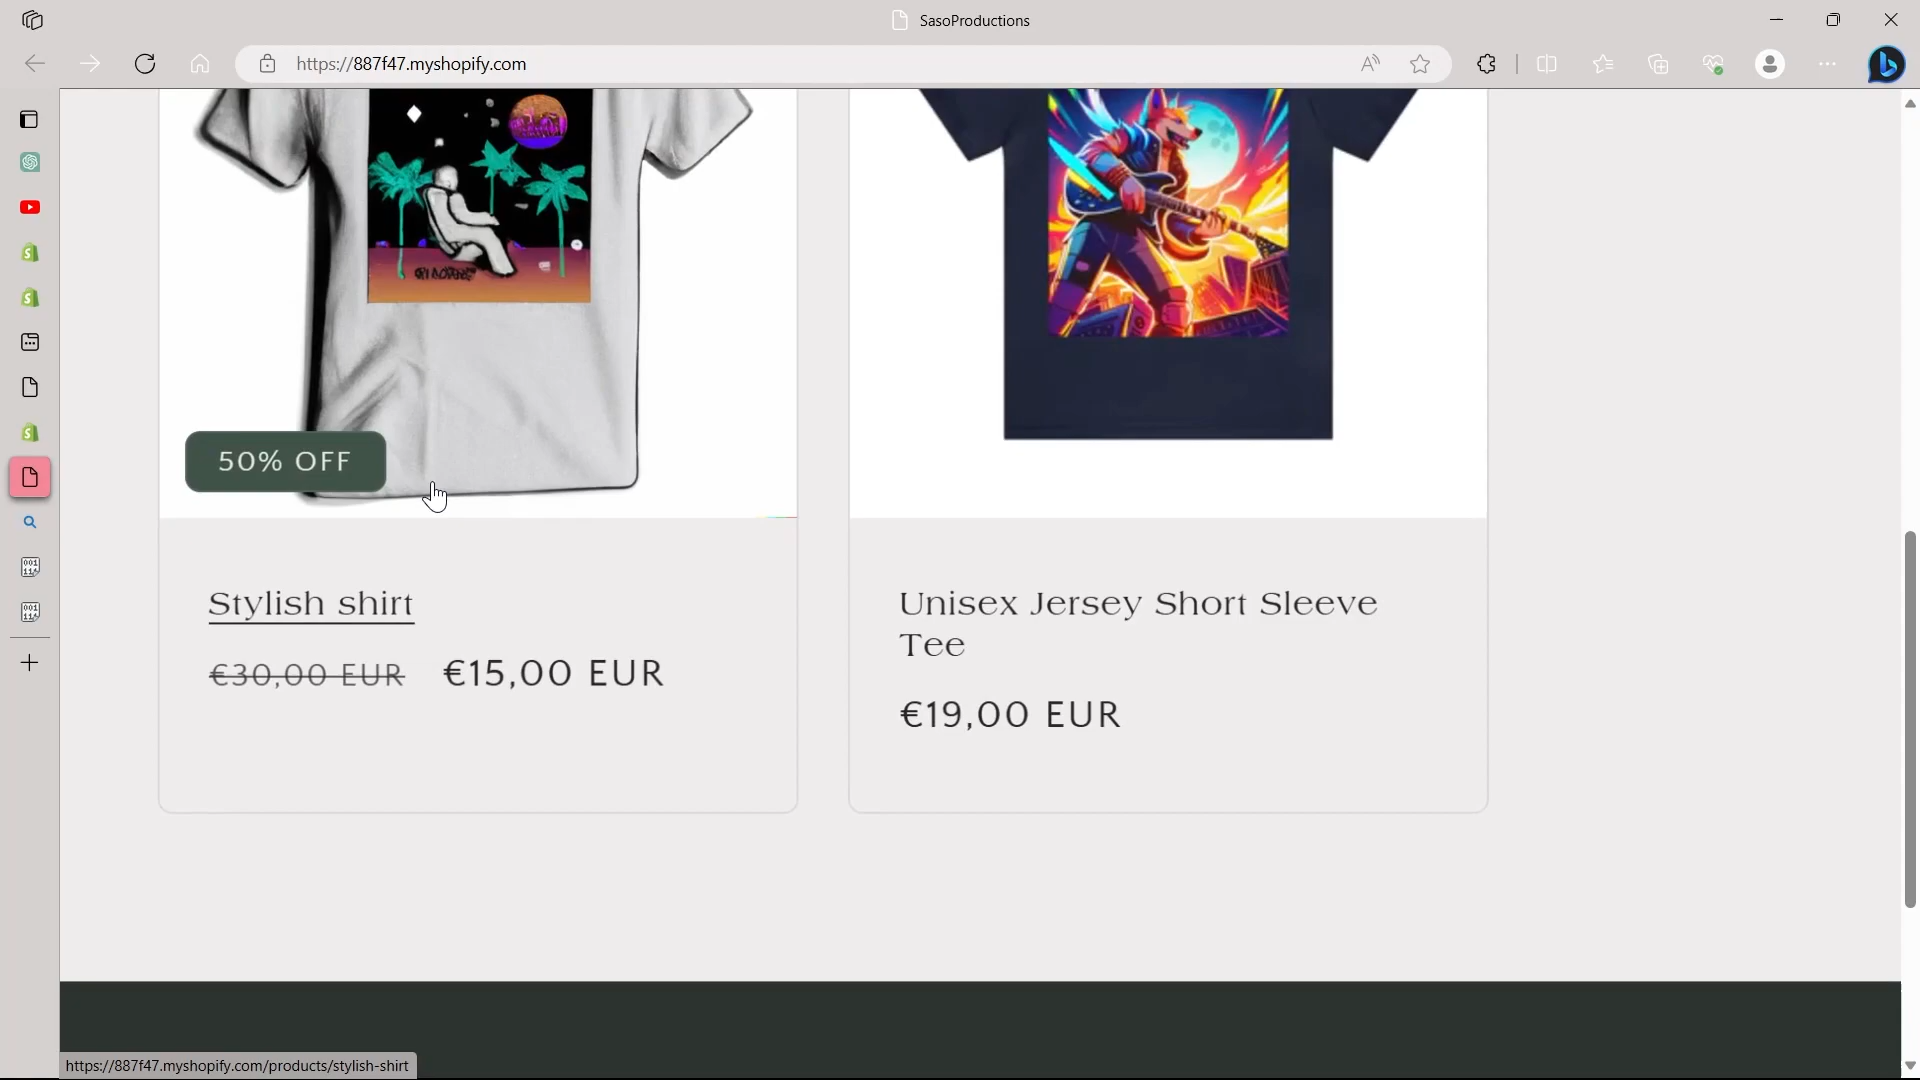 SasoProductions
https://887f47.myshopify.com
50% OFF
Stylish shirt
€30,00 EUR €15,00 EUR
Unisex Jersey Short Sleeve
Tee
€19,00 EUR
https://887f47.myshopify.com/products/stylish-shirt